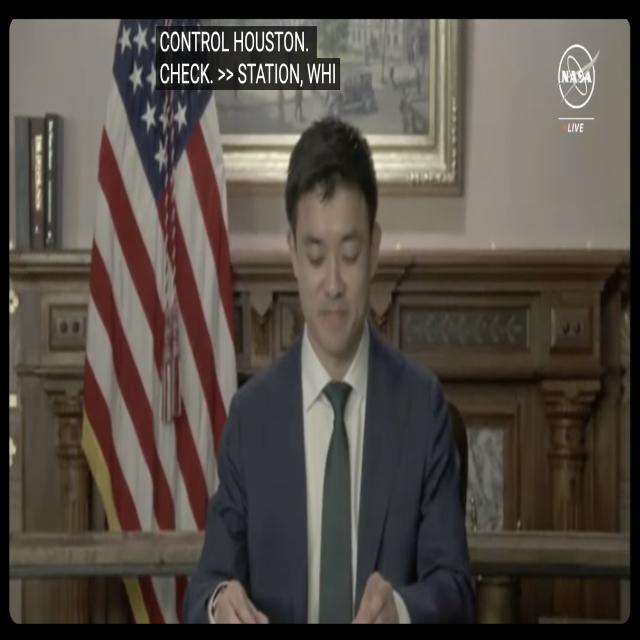 CONTROL HOUSTON.
CHECK. >> STATION, WHI
NASA
LIVE